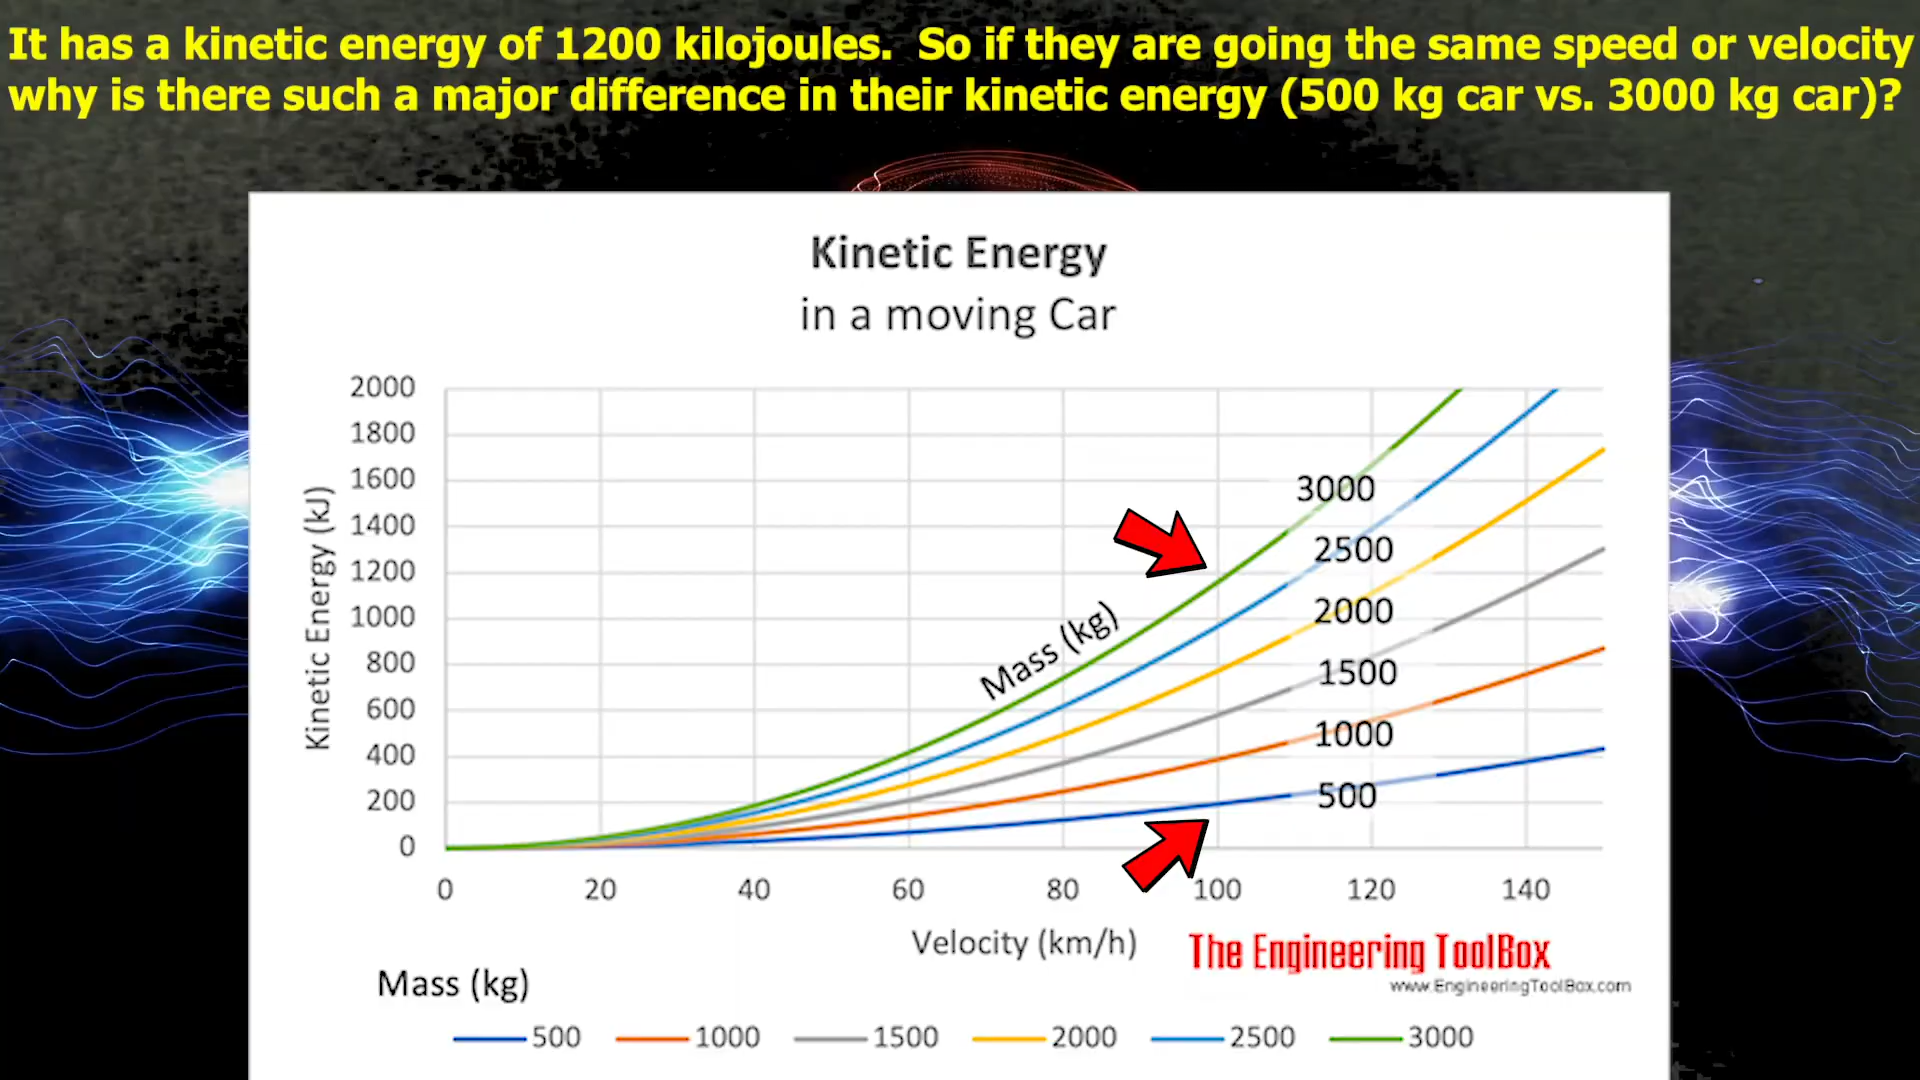 It has a kinetic energy of 1200 kilojoules.  So if they are going the same speed or velocity
why is there such a major difference in their kinetic energy (500 kg car vs. 3000 kg car)?
Kinetic Energy
in a moving Car
Kinetic Energy (kJ)
2000
1800
1600
1400
1200
1000
800
600
400
200
0
Mass (kg)
3000
2500
2000
1500
1000
500
0 20 40 60 80 100 120 140
Velocity (km/h)
The Engineering ToolBox
www.EngineeringToolBox.com
Mass (kg)
500 1000 1500 2000 2500 3000